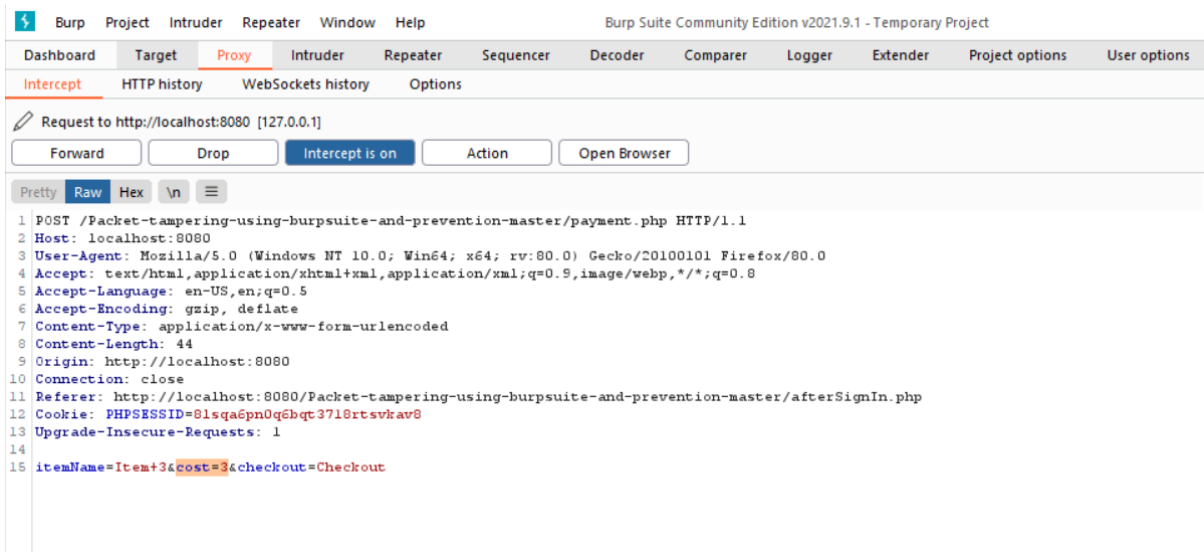 Burp Project Intruder Repeater Window Help Burp Suite Community Edition v2021.9.1 - Temporary Project
Dashboard Target Proxy Intruder Repeater Sequencer Decoder Comparer Logger Extender Project options User options
Intercept HTTP history WebSockets history Options
Request to http://localhost:8080 [127.0.0.1]
Forward Drop Intercept is on Action Open Browser
Pretty Raw Hex \n
1 POST /Packet-tampering-using-burpsuite-and-prevention-master/payment.php HTTP/1.1
2 Host: localhost:8080
3 User-Agent: Mozilla/5.0 (Windows NT 10.0; Win64; x64; rv:80.0) Gecko/20100101 Firefox/80.0
4 Accept: text/html,application/xhtml+xml,application/xml;q=0.9,image/webp,*/*;q=0.8
5 Accept-Language: en-US,en;q=0.5
6 Accept-Encoding: gzip, deflate
7 Content-Type: application/x-www-form-urlencoded
8 Content-Length: 44
9 Origin: http://localhost:8080
10 Connection: close
11 Referer: http://localhost:8080/Packet-tampering-using-burpsuite-and-prevention-master/afterSignIn.php
12 Cookie: PHPSESSID=8lsqa6pn0q6bqt37l8rtsvkav8
13 Upgrade-Insecure-Requests: 1
14
15 itemName=Item+3&cost=3&checkout=Checkout